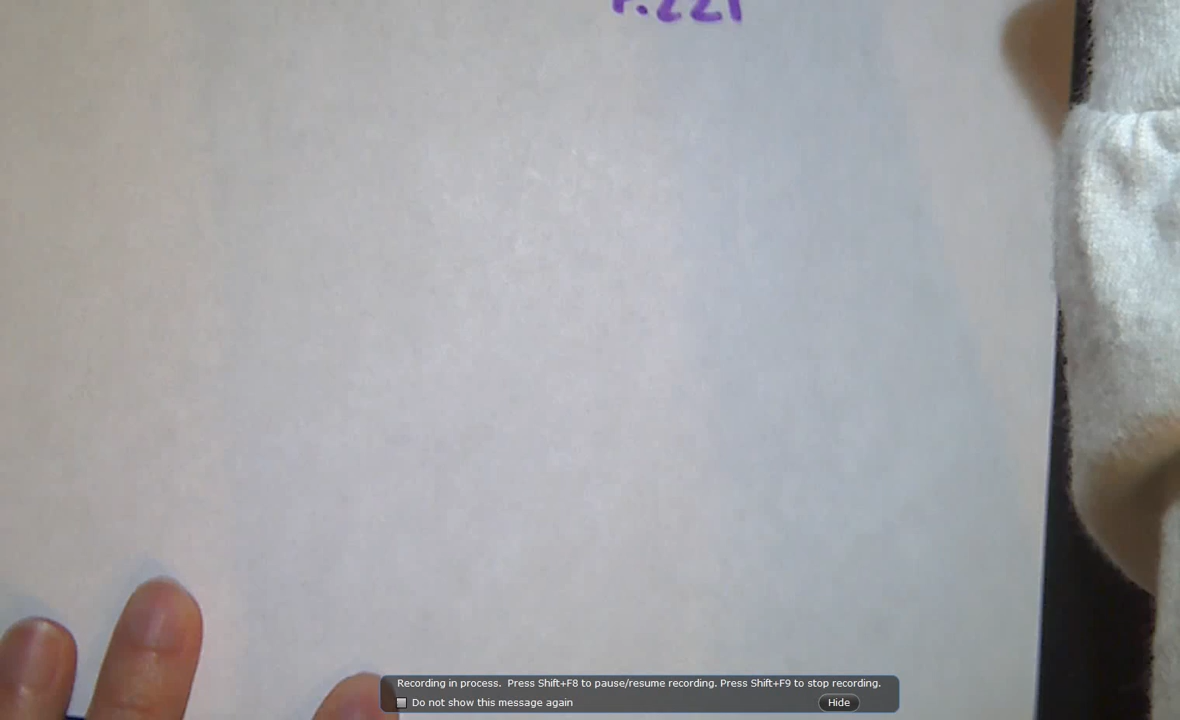 P.221
Recording in process.  Press Shift+F8 to pause/resume recording. Press Shift+F9 to stop recording.
Do not show this message again
Hide